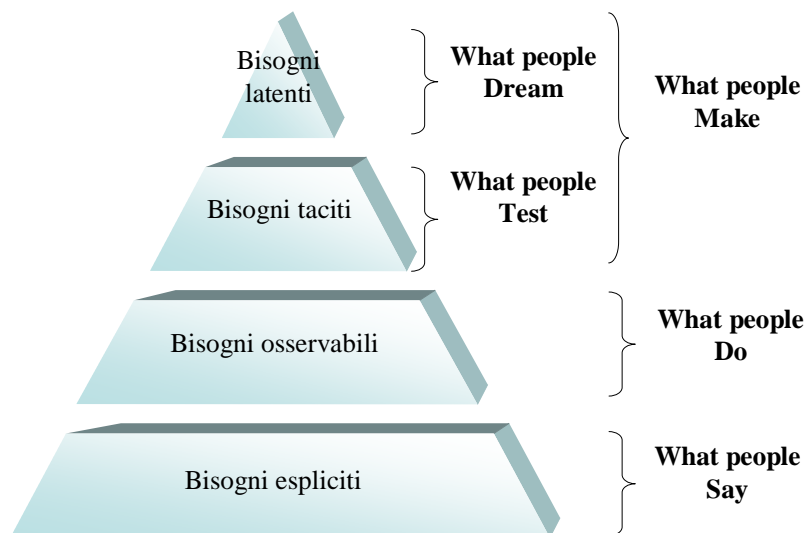 Bisogni
latenti
What people
Dream
What people
Make
Bisogni taciti
What people
Test
Bisogni osservabili
What people
Do
Bisogni espliciti
What people
Say